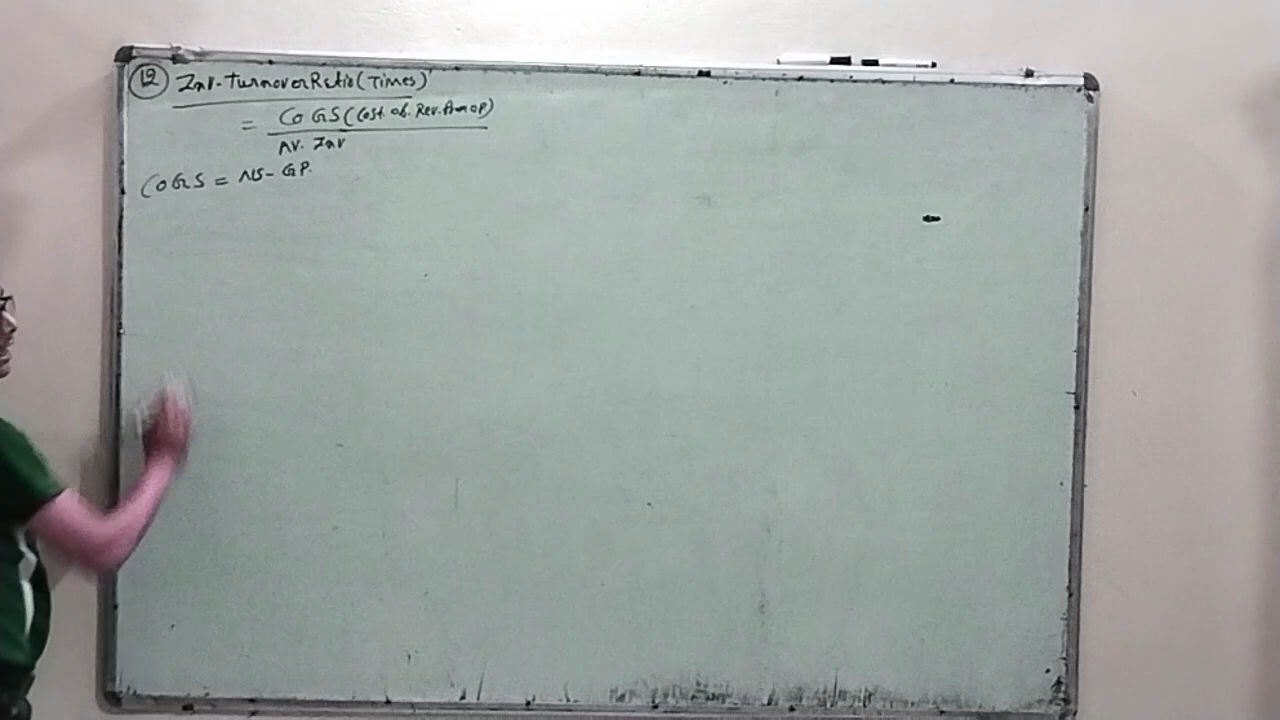 12 Inv. Turnover Ratio (Times)
= COGS (Cost of. Rev. from OP)
Av. Inv
COGS = NS - GP.